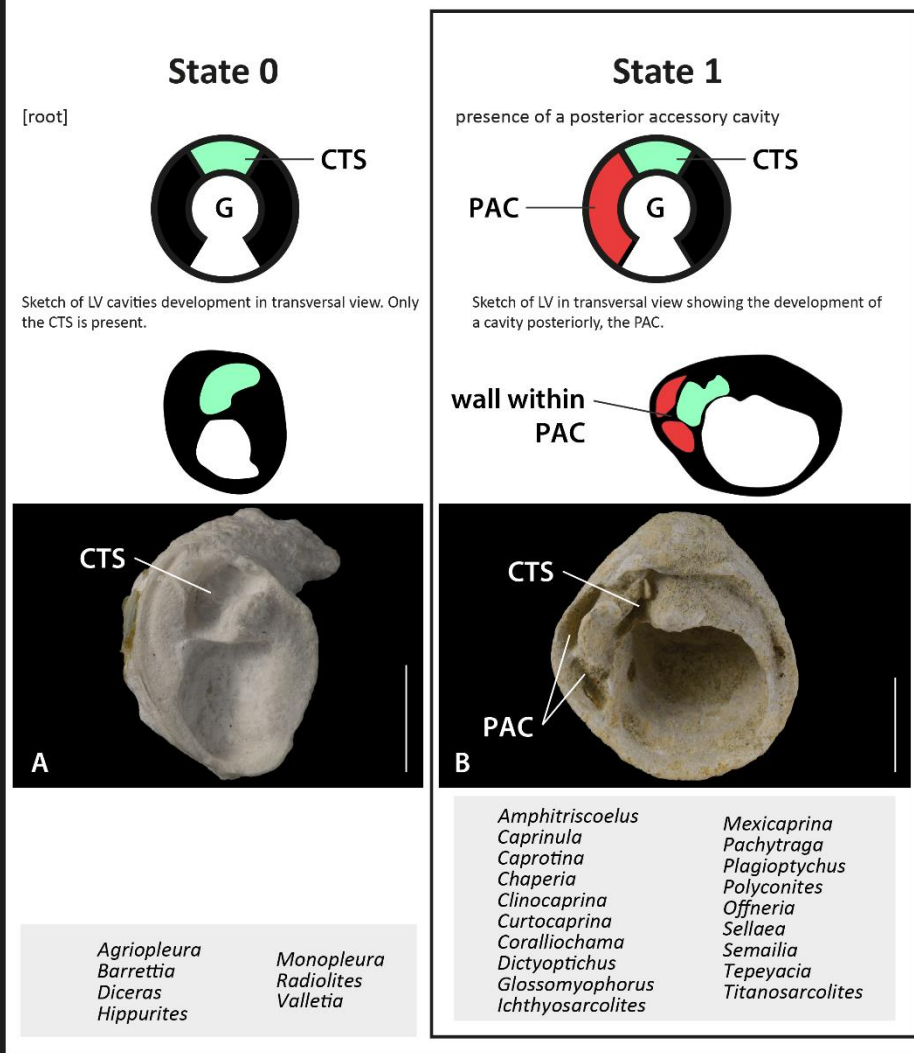 State 0
[root]
CTS
G
Sketch of LV cavities development in transversal view. Only
the CTS is present.
CTS
A
Agriopleura
Barrettia
Diceras
Hippurites
Monopleura
Radiolites
Valletia
State 1
presence of a posterior accessory cavity
CTS
PAC
G
Sketch of LV in transversal view showing the development of
a cavity posteriorly, the PAC.
wall within
PAC
CTS
PAC
B
Amphitriscoelus
Caprinula
Caprotina
Chaperia
Clinocaprina
Curtocaprina
Coralliochama
Dictyoptichus
Glossomyophorus
Ichthyosarcolites
Mexicaprina
Pachytraga
Plagioptychus
Polyconites
Offneria
Sellaea
Semailia
Tepeyacia
Titanosarcolites